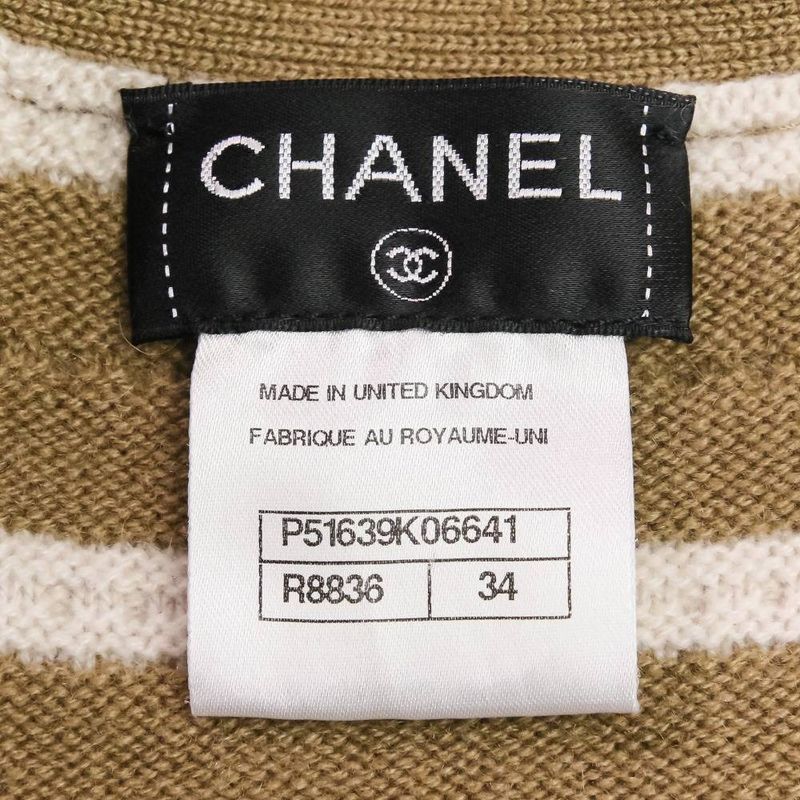 CHANEL
MADE IN UNITED KINGDOM
FABRIQUE AU ROYAUME-UNI
P51639K06641
R8836 34